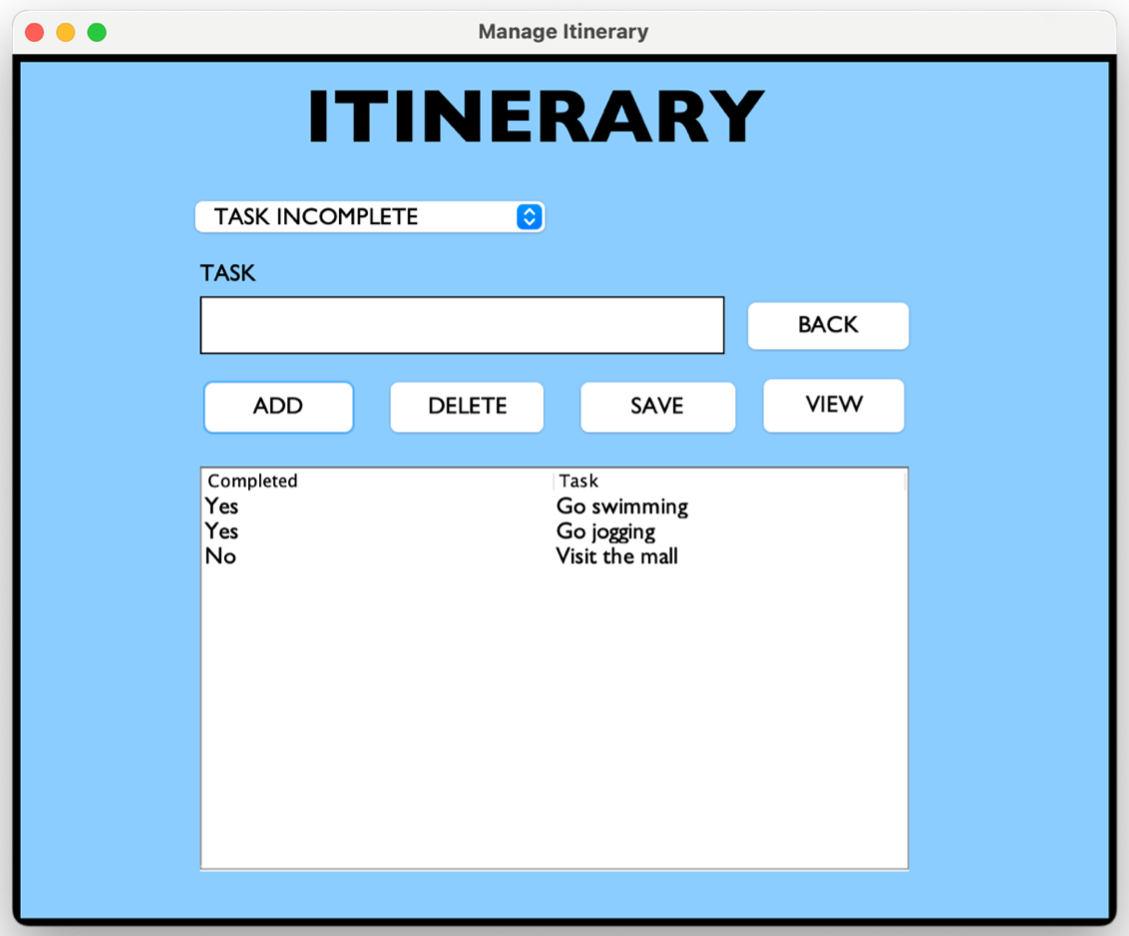 Manage Itinerary
ITINERARY
TASK INCOMPLETE
TASK
BACK
ADD DELETE SAVE VIEW
Completed Task
Yes Go swimming
Yes Go jogging
No Visit the mall